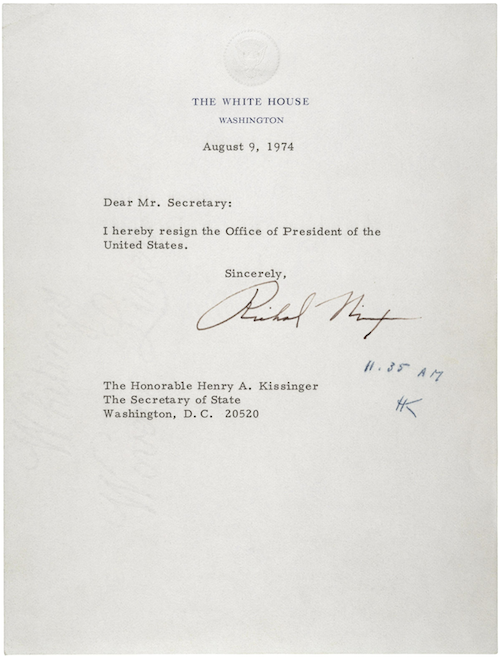 THE WHITE HOUSE
WASHINGTON
August 9, 1974
Dear Mr. Secretary:
I hereby resign the Office of President of the
United States.
Sincerely,
Richard Nixon
11.35 AM
HK
The Honorable Henry A. Kissinger
The Secretary of State
Washington, D. C. 20520